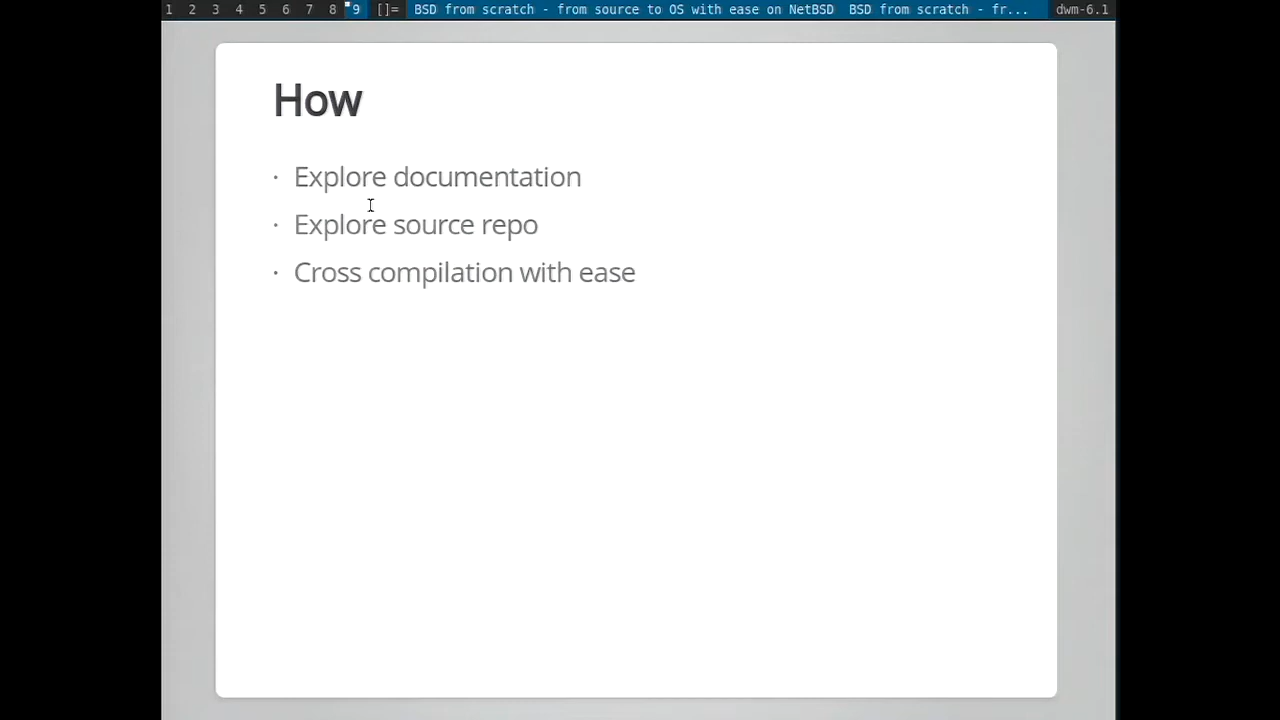 1 2 3 4 5 6 7 8 9 []= BSD from scratch - from source to OS with ease on NetBSD BSD from scratch - fr... dwm-6.1
How
· Explore documentation
· Explore source repo
· Cross compilation with ease